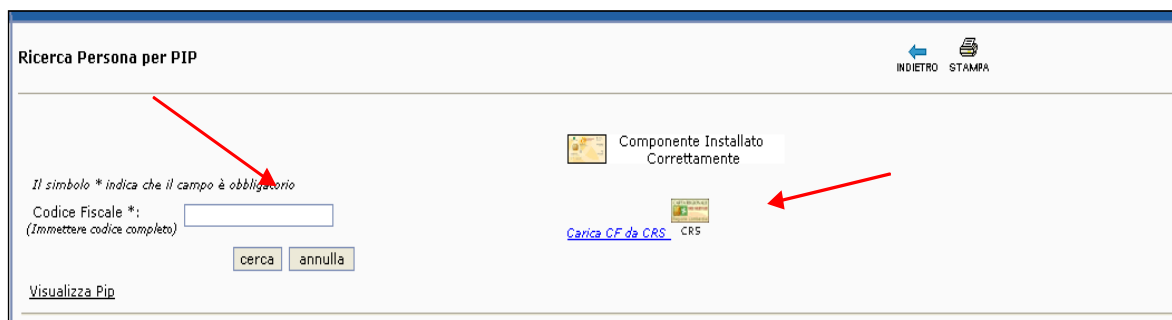 Ricerca Persona per PIP
INDIETRO STAMPA
Componente Installato
Correttamente
Il simbolo * indica che il campo è obbligatorio
Codice Fiscale *:
(Immettere codice completo)
Carica CF da CRS CRS
cerca annulla
Visualizza Pip